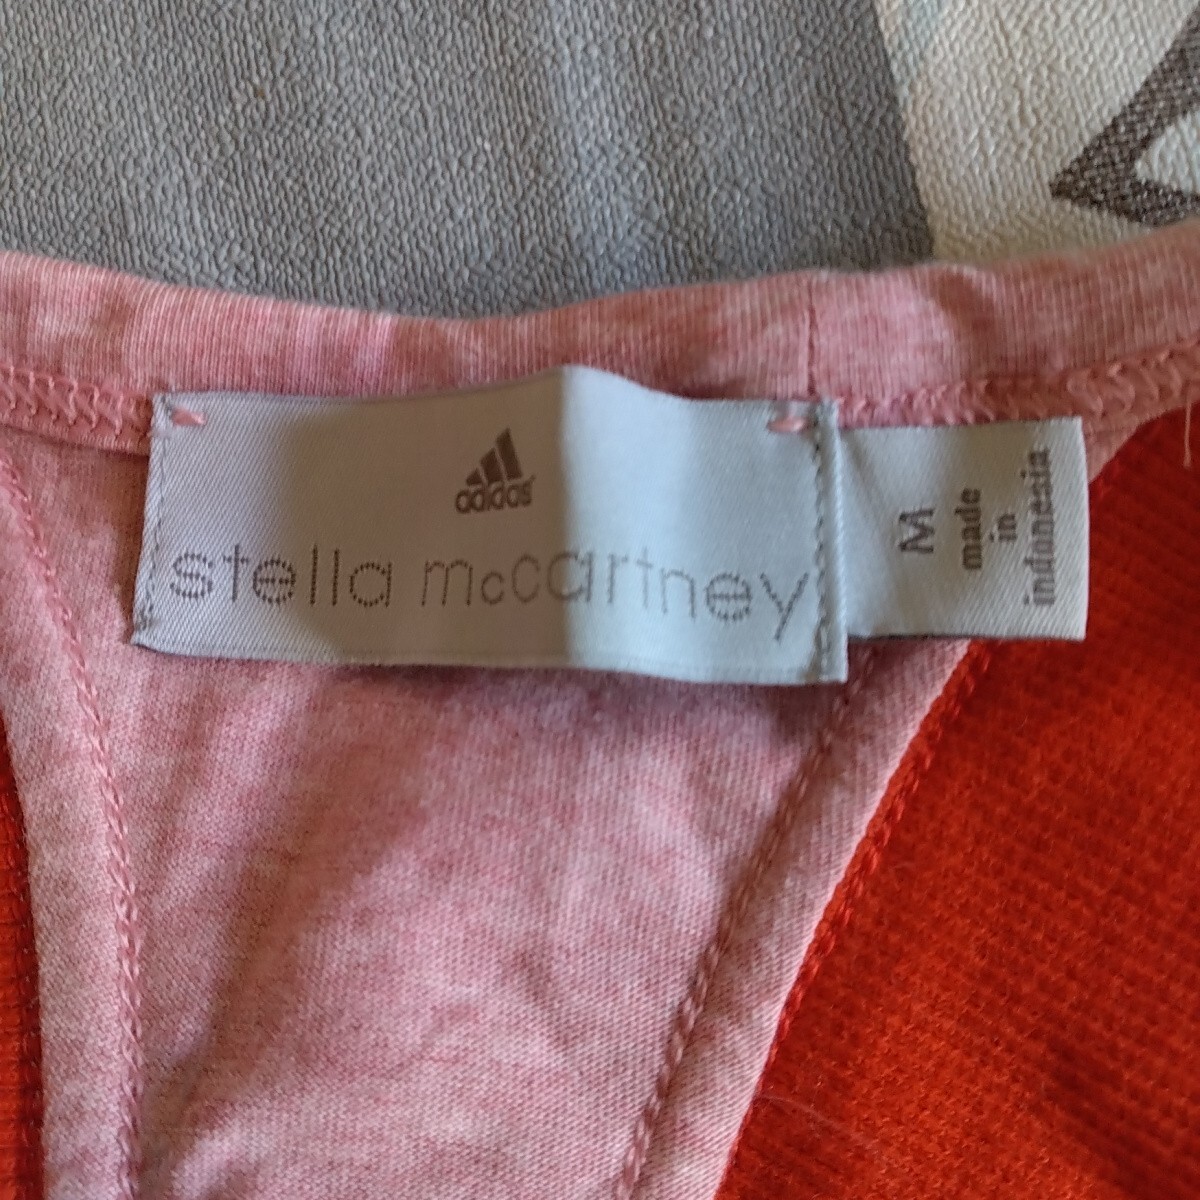 adidas
stella mccartney
M
made
in
indonesia